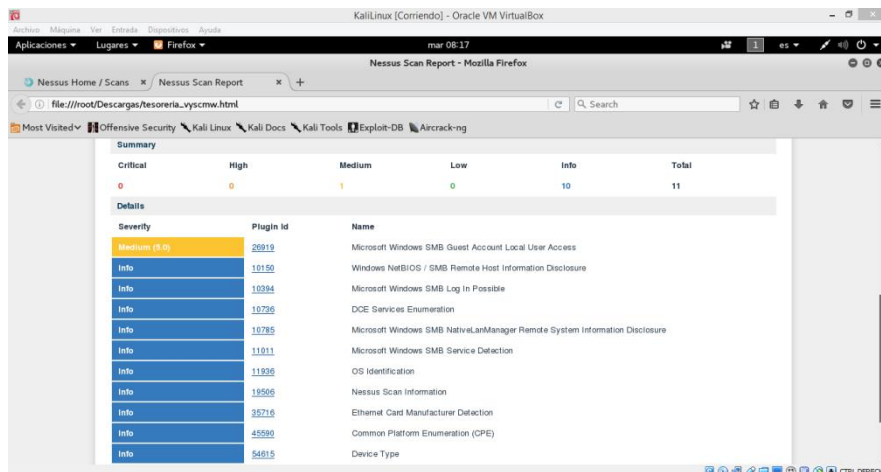 KaliLinux [Corriendo] - Oracle VM VirtualBox
Archivo Máquina Ver Entrada Dispositivos Ayuda
Aplicaciones Lugares Firefox mar 08:17 1 es
Nessus Scan Report - Mozilla Firefox
Nessus Home / Scans Nessus Scan Report
file:///root/Descargas/tesoreria_vyscmw.html Search
Most Visited Offensive Security Kali Linux Kali Docs Kali Tools Exploit-DB Aircrack-ng
Summary
Critical High Medium Low Info Total
0 0 1 0 10 11
Details
Severity Plugin Id Name
Medium (5.0) 26919 Microsoft Windows SMB Guest Account Local User Access
Info 10150 Windows NetBIOS / SMB Remote Host Information Disclosure
Info 10394 Microsoft Windows SMB Log In Possible
Info 10736 DCE Services Enumeration
Info 10785 Microsoft Windows SMB NativeLanManager Remote System Information Disclosure
Info 11011 Microsoft Windows SMB Service Detection
Info 11936 OS Identification
Info 19506 Nessus Scan Information
Info 35716 Ethernet Card Manufacturer Detection
Info 45590 Common Platform Enumeration (CPE)
Info 54615 Device Type
CTRL DERECHO